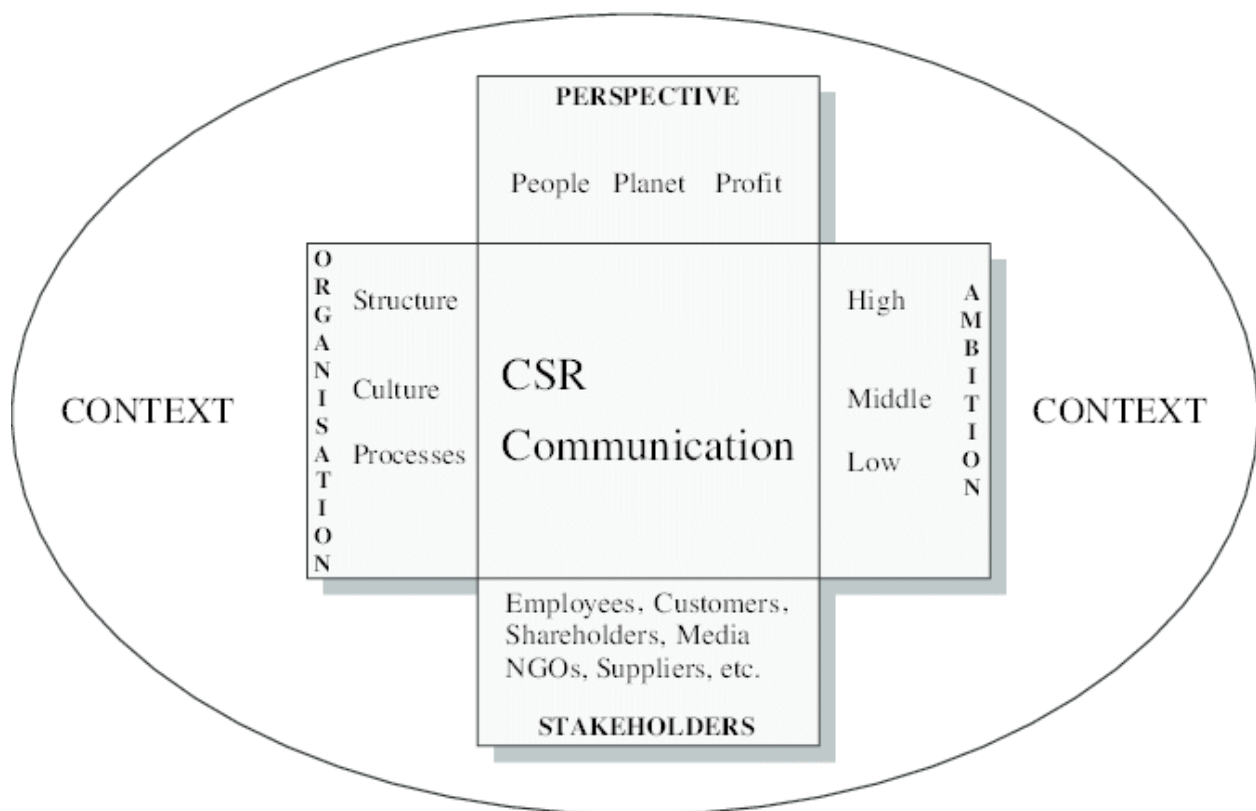 PERSPECTIVE
People Planet Profit
ORGANISATION
Structure
Culture
Processes
CSR
Communication
High
Middle
Low
AMBITION
CONTEXT
CONTEXT
Employees, Customers,
Shareholders, Media
NGOs, Suppliers, etc.
STAKEHOLDERS